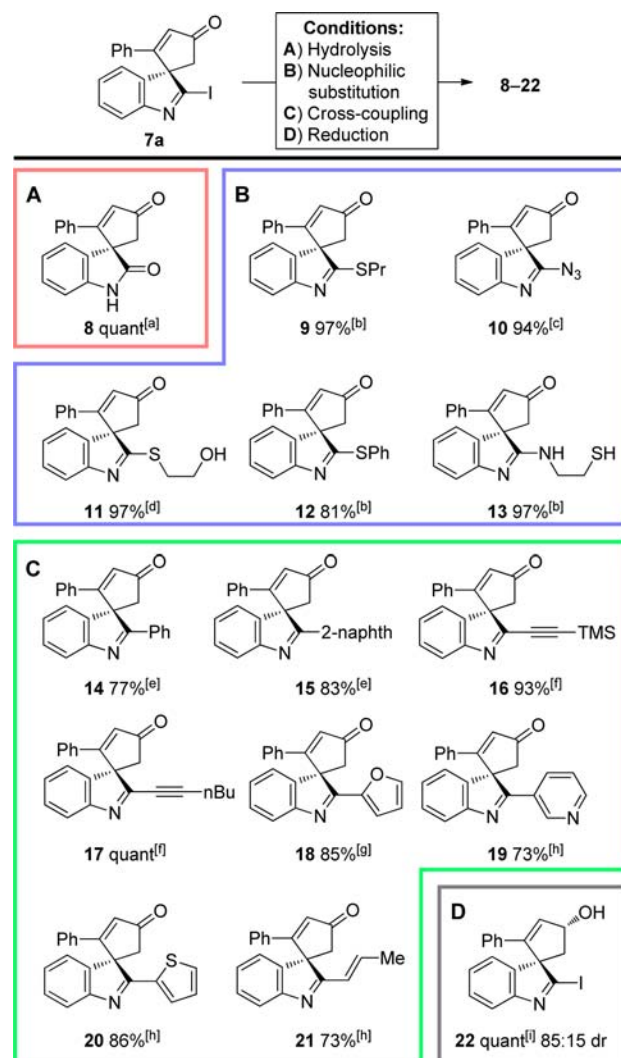 Conditions:
A) Hydrolysis
B) Nucleophilic
substitution
C) Cross-coupling
D) Reduction
O
Ph
I
N
7a
8–22
A
B
O
Ph
O
N
H
8 quant[a]
O
Ph
SPr
N
9 97%[b]
O
Ph
N3
N
10 94%[c]
O
Ph
S
OH
N
11 97%[d]
O
Ph
SPh
N
12 81%[b]
O
Ph
NH
SH
N
13 97%[b]
C
O
Ph
Ph
N
14 77%[e]
O
Ph
2-naphth
N
15 83%[e]
O
Ph
TMS
N
16 93%[f]
O
Ph
nBu
N
17 quant[f]
O
Ph
O
N
18 85%[g]
O
Ph
N
N
19 73%[h]
O
Ph
S
N
20 86%[h]
O
Ph
Me
N
21 73%[h]
D
OH
Ph
I
N
22 quant[i] 85:15 dr